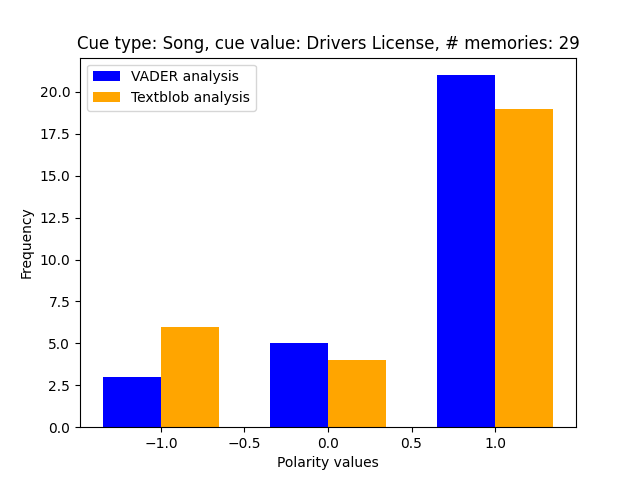 Cue type: Song, cue value: Drivers License, # memories: 29
VADER analysis
Textblob analysis
20.0
17.5
15.0
12.5
10.0
7.5
5.0
2.5
0.0
Frequency
−1.0 −0.5 0.0 0.5 1.0
Polarity values